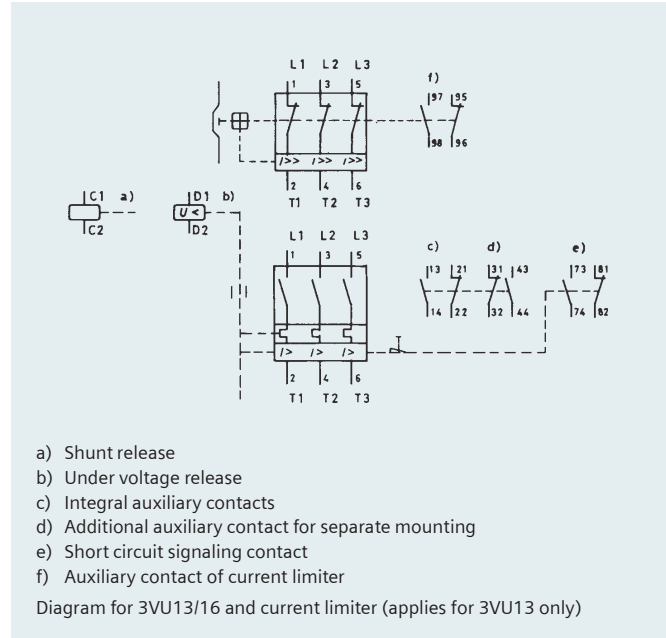 L1 L2 L3
f)
1 3 5
97 95
98 96
I>> I>> I>>
2 4 6
T1 T2 T3
C1 a) D1 b)
U<
C2 D2
L1 L2 L3
c) d) e)
1 3 5
13 21 31 43 73 81
14 22 32 44 74 82
I> I> I>
2 4 6
T1 T2 T3
a) Shunt release
b) Under voltage release
c) Integral auxiliary contacts
d) Additional auxiliary contact for separate mounting
e) Short circuit signaling contact
f) Auxiliary contact of current limiter
Diagram for 3VU13/16 and current limiter (applies for 3VU13 only)